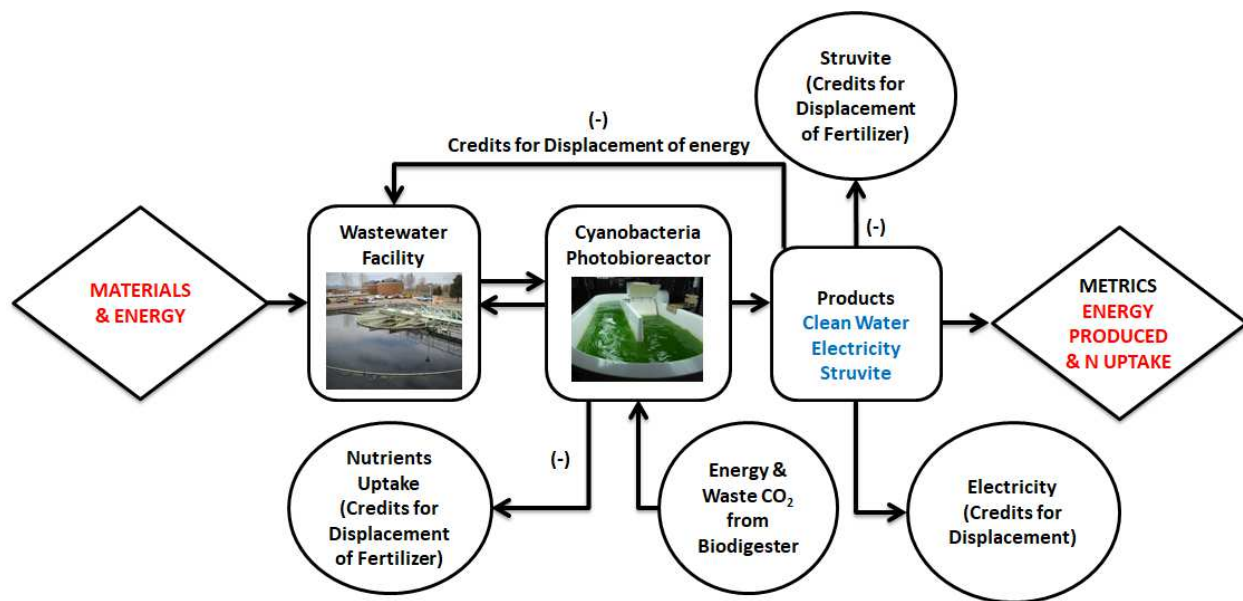 Struvite
(Credits for
Displacement
of Fertilizer)
(-)
Credits for Displacement of energy
(-)
MATERIALS
& ENERGY
Wastewater
Facility
Cyanobacteria
Photobioreactor
Products
Clean Water
Electricity
Struvite
METRICS
ENERGY
PRODUCED
& N UPTAKE
Nutrients
Uptake
(Credits for
Displacement
of Fertilizer)
(-)
Energy &
Waste CO₂
from
Biodigester
Electricity
(Credits for
Displacement)